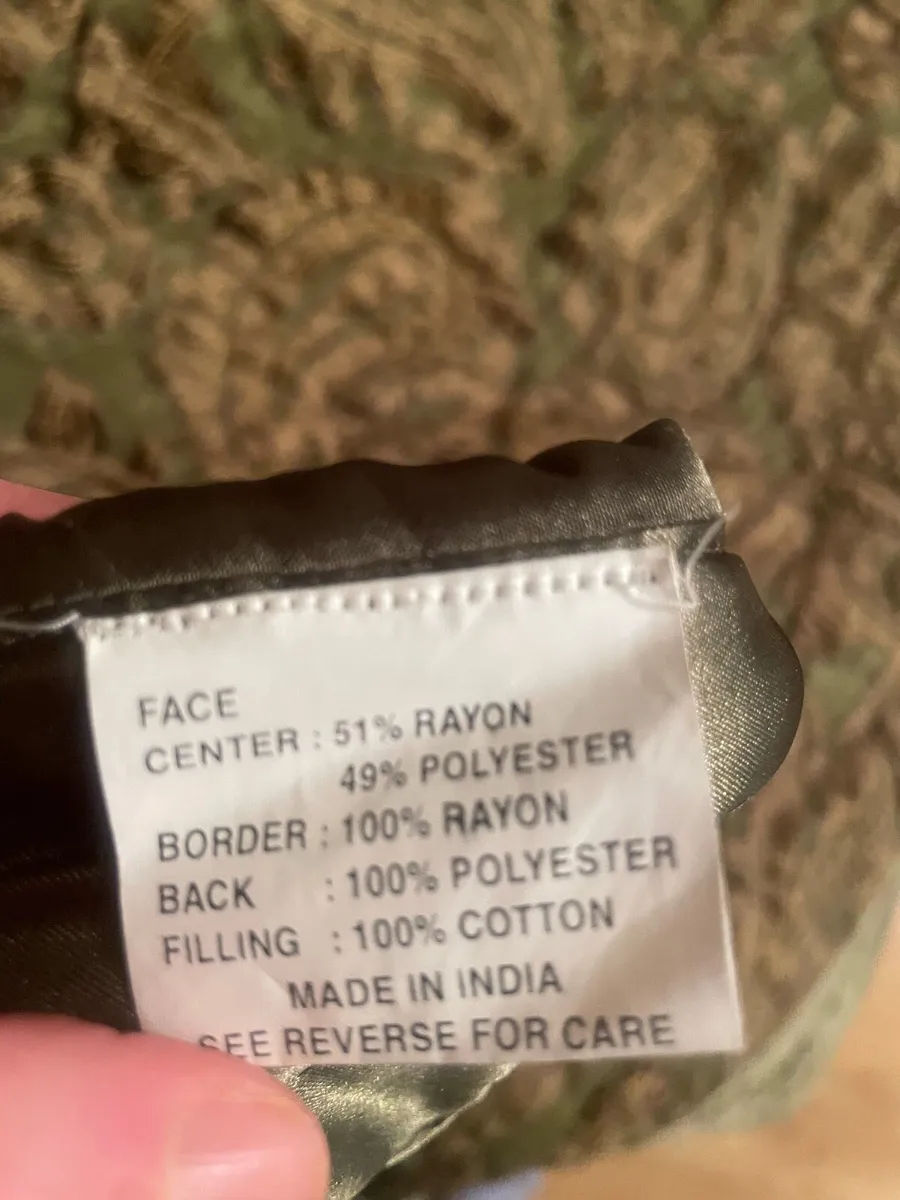 FACE
CENTER : 51% RAYON
49% POLYESTER
BORDER : 100% RAYON
BACK : 100% POLYESTER
FILLING : 100% COTTON
MADE IN INDIA
SEE REVERSE FOR CARE